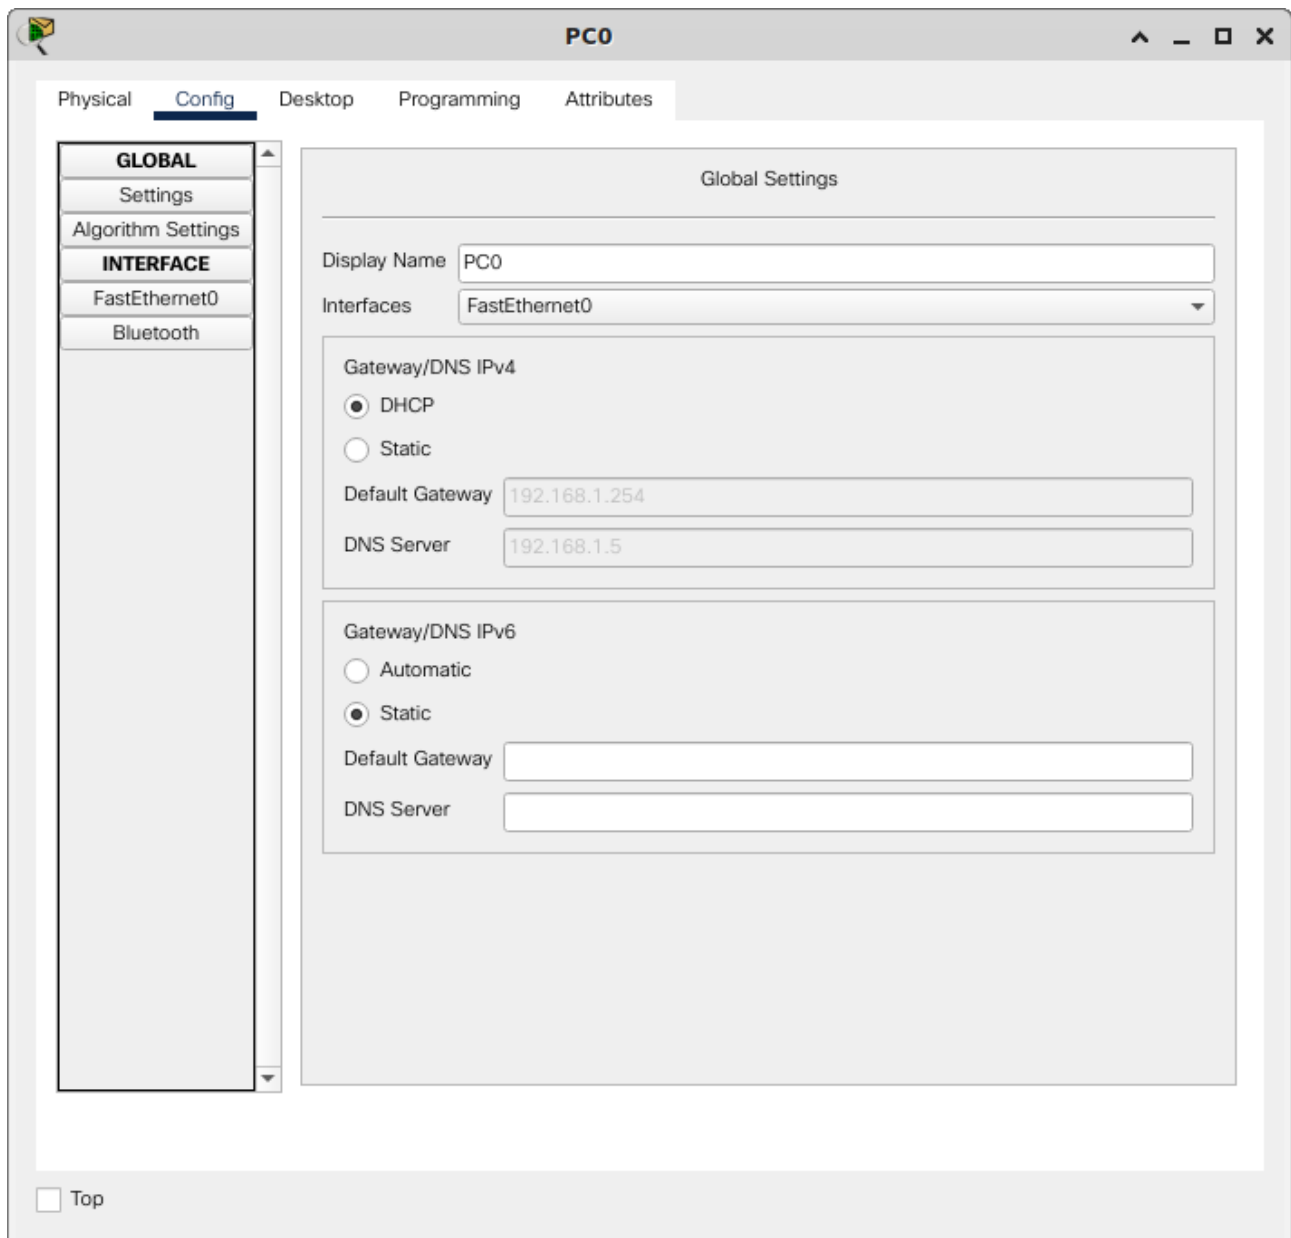 PC0
Physical Config Desktop Programming Attributes
GLOBAL
Settings
Algorithm Settings
INTERFACE
FastEthernet0
Bluetooth
Global Settings
Display Name PC0
Interfaces FastEthernet0
Gateway/DNS IPv4
DHCP
Static
Default Gateway 192.168.1.254
DNS Server 192.168.1.5
Gateway/DNS IPv6
Automatic
Static
Default Gateway
DNS Server
Top